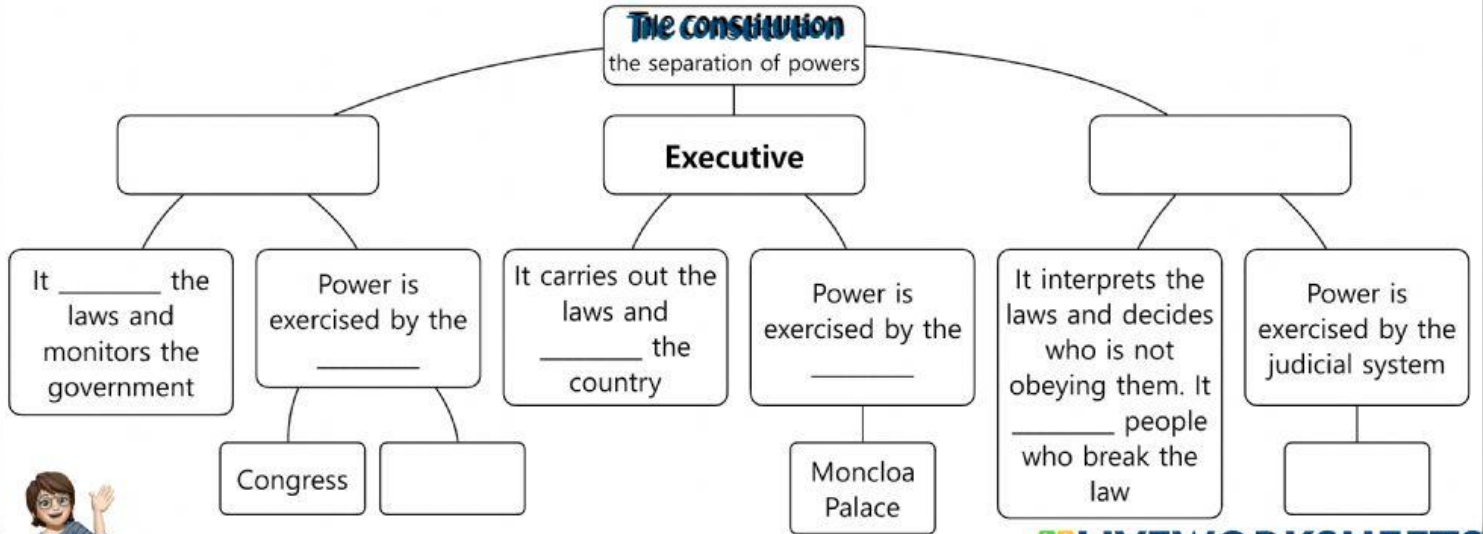 The constitution
the separation of powers
Executive
It ________ the
laws and
monitors the
government
Power is
exercised by the
________
Congress
It carries out the
laws and
________ the
country
Power is
exercised by the
________
Moncloa
Palace
It interprets the
laws and decides
who is not
obeying them. It
________ people
who break the
law
Power is
exercised by the
judicial system
LIVEWORKSHEETS